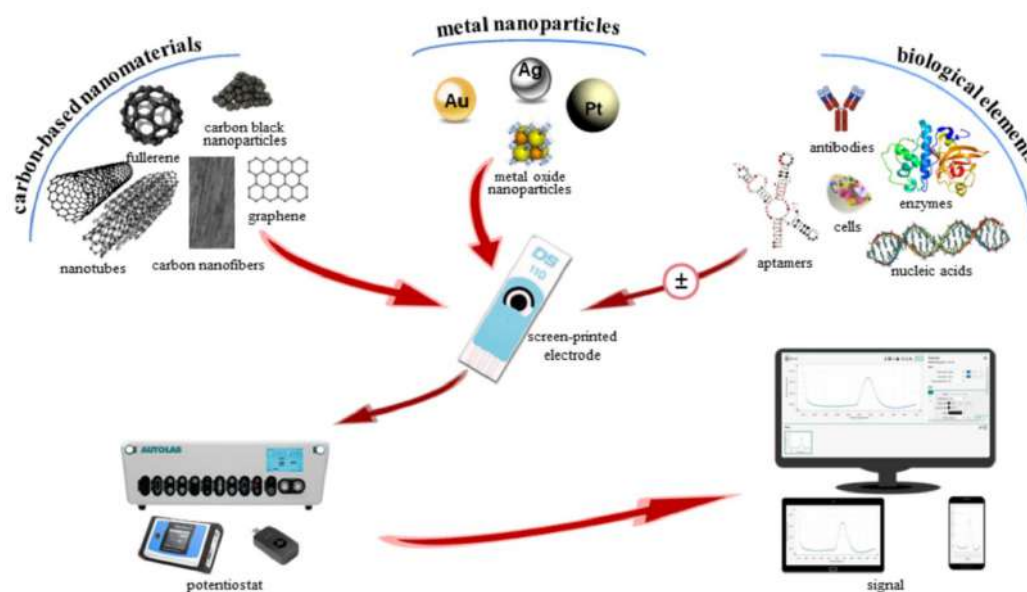 carbon-based nanomaterials
metal nanoparticles
biological element
fullerene
carbon black
nanoparticles
nanotubes
carbon nanofibers
graphene
Au
Ag
Pt
metal oxide
nanoparticles
antibodies
enzymes
cells
aptamers
nucleic acids
±
DS
110
screen-printed
electrode
AUTOLAB
potentiostat
signal